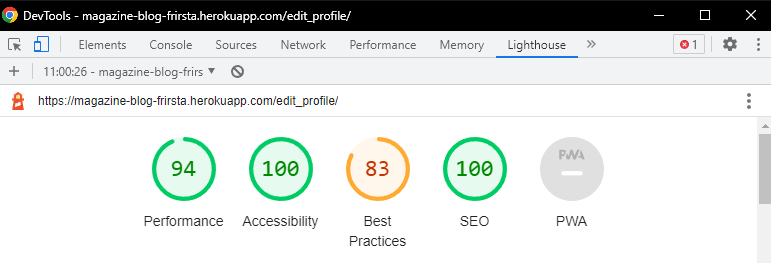 DevTools - magazine-blog-frirsta.herokuapp.com/edit_profile/
Elements Console Sources Network Performance Memory Lighthouse » 1
+ 11:00:26 - magazine-blog-frirs
https://magazine-blog-frirsta.herokuapp.com/edit_profile/
94 100 83 100 PWA
Performance Accessibility Best Practices SEO PWA